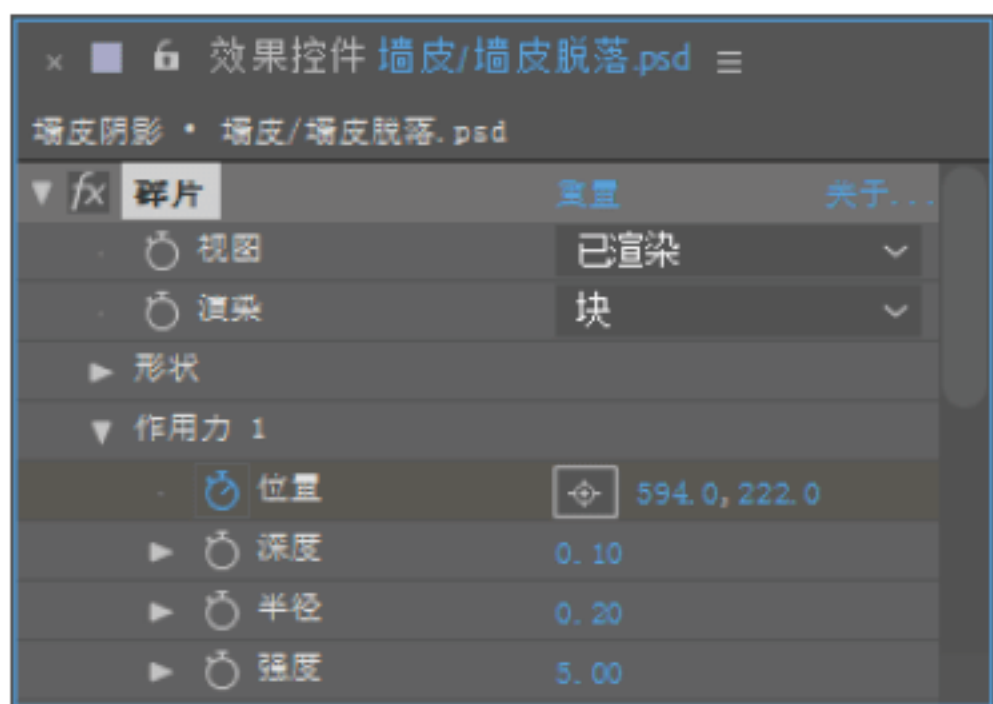 × 效果控件 墙皮/墙皮脱落.psd ≡
墙皮阴影 • 墙皮/墙皮脱落.psd
fx 碎片 重置 关于...
视图 已渲染
渲染 块
形状
作用力 1
位置 594.0,222.0
深度 0.10
半径 0.20
强度 5.00